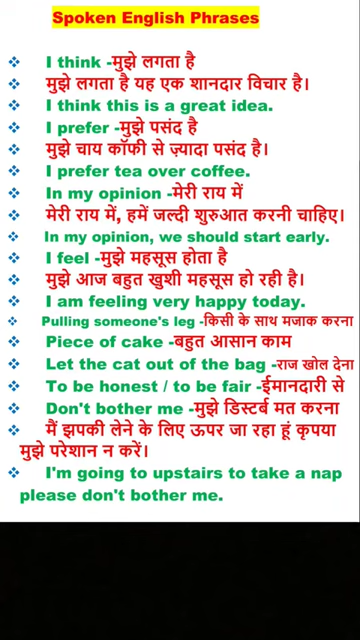 Spoken English Phrases
❖ I think -मुझे लगता है
❖ मुझे लगता है यह एक शानदार विचार है।
❖ I think this is a great idea.
❖ I prefer -मुझे पसंद है
❖ मुझे चाय कॉफी से ज़्यादा पसंद है।
❖ I prefer tea over coffee.
❖ In my opinion -मेरी राय में
❖ मेरी राय में, हमें जल्दी शुरुआत करनी चाहिए।
❖ In my opinion, we should start early.
❖ I feel -मुझे महसूस होता है
❖ मुझे आज बहुत खुशी महसूस हो रही है।
❖ I am feeling very happy today.
❖ Pulling someone's leg -किसी के साथ मजाक करना
❖ Piece of cake -बहुत आसान काम
❖ Let the cat out of the bag -राज खोल देना
❖ To be honest / to be fair -ईमानदारी से
❖ Don't bother me -मुझे डिस्टर्ब मत करना
❖ मैं झपकी लेने के लिए ऊपर जा रहा हूं कृपया
मुझे परेशान न करें।
❖ I'm going to upstairs to take a nap
please don't bother me.